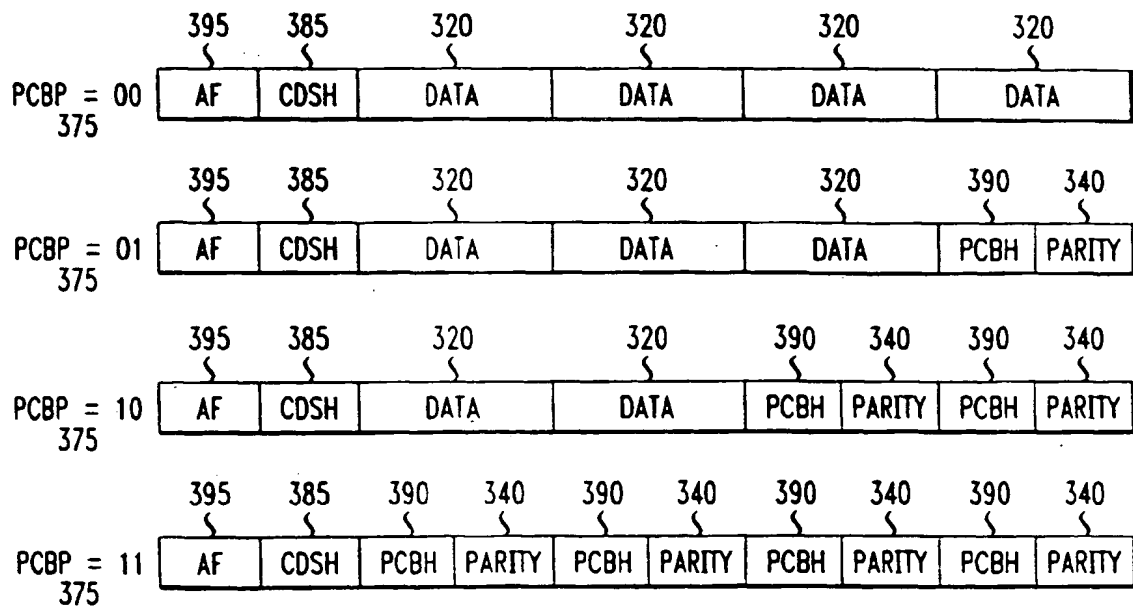 395 385 320 320 320 320
PCBP = 00 AF CDSH DATA DATA DATA DATA
375
395 385 320 320 320 390 340
PCBP = 01 AF CDSH DATA DATA DATA PCBH PARITY
375
395 385 320 320 390 340 390 340
PCBP = 10 AF CDSH DATA DATA PCBH PARITY PCBH PARITY
375
395 385 390 340 390 340 390 340 390 340
PCBP = 11 AF CDSH PCBH PARITY PCBH PARITY PCBH PARITY PCBH PARITY
375